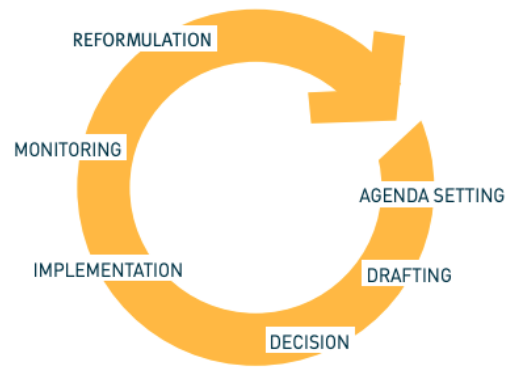 REFORMULATION
MONITORING
AGENDA SETTING
IMPLEMENTATION
DRAFTING
DECISION